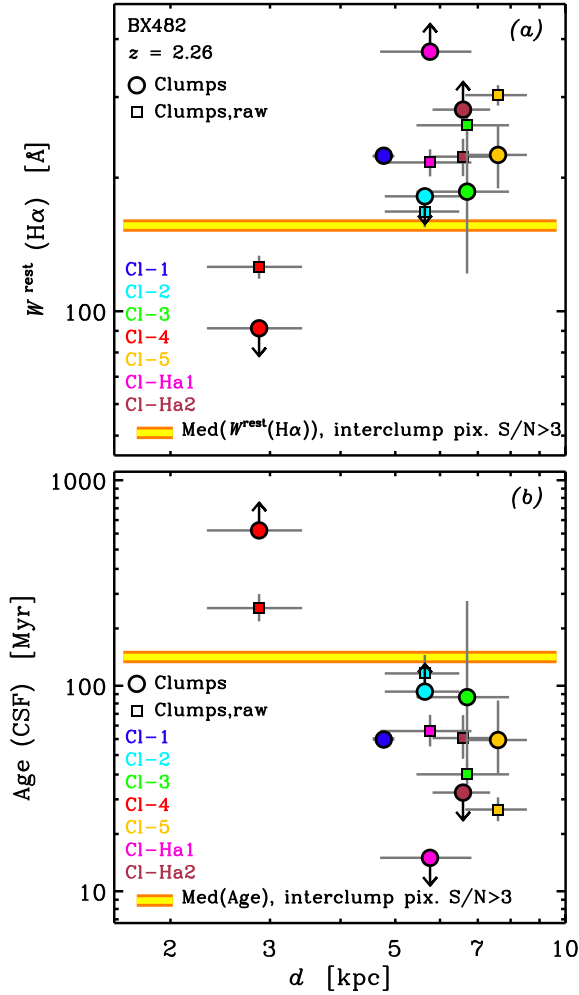 BX482
(a)
z = 2.26
Clumps
Clumps,raw
W rest (Hα) [Å]
100
Cl-1
Cl-2
Cl-3
Cl-4
Cl-5
Cl-Ha1
Cl-Ha2
Med(W rest(Hα)), interclump pix. S/N>3
(b)
1000
100
10
Age (CSF) [Myr]
Clumps
Clumps,raw
Cl-1
Cl-2
Cl-3
Cl-4
Cl-5
Cl-Ha1
Cl-Ha2
Med(Age), interclump pix. S/N>3
2 3 5 7 10
d [kpc]